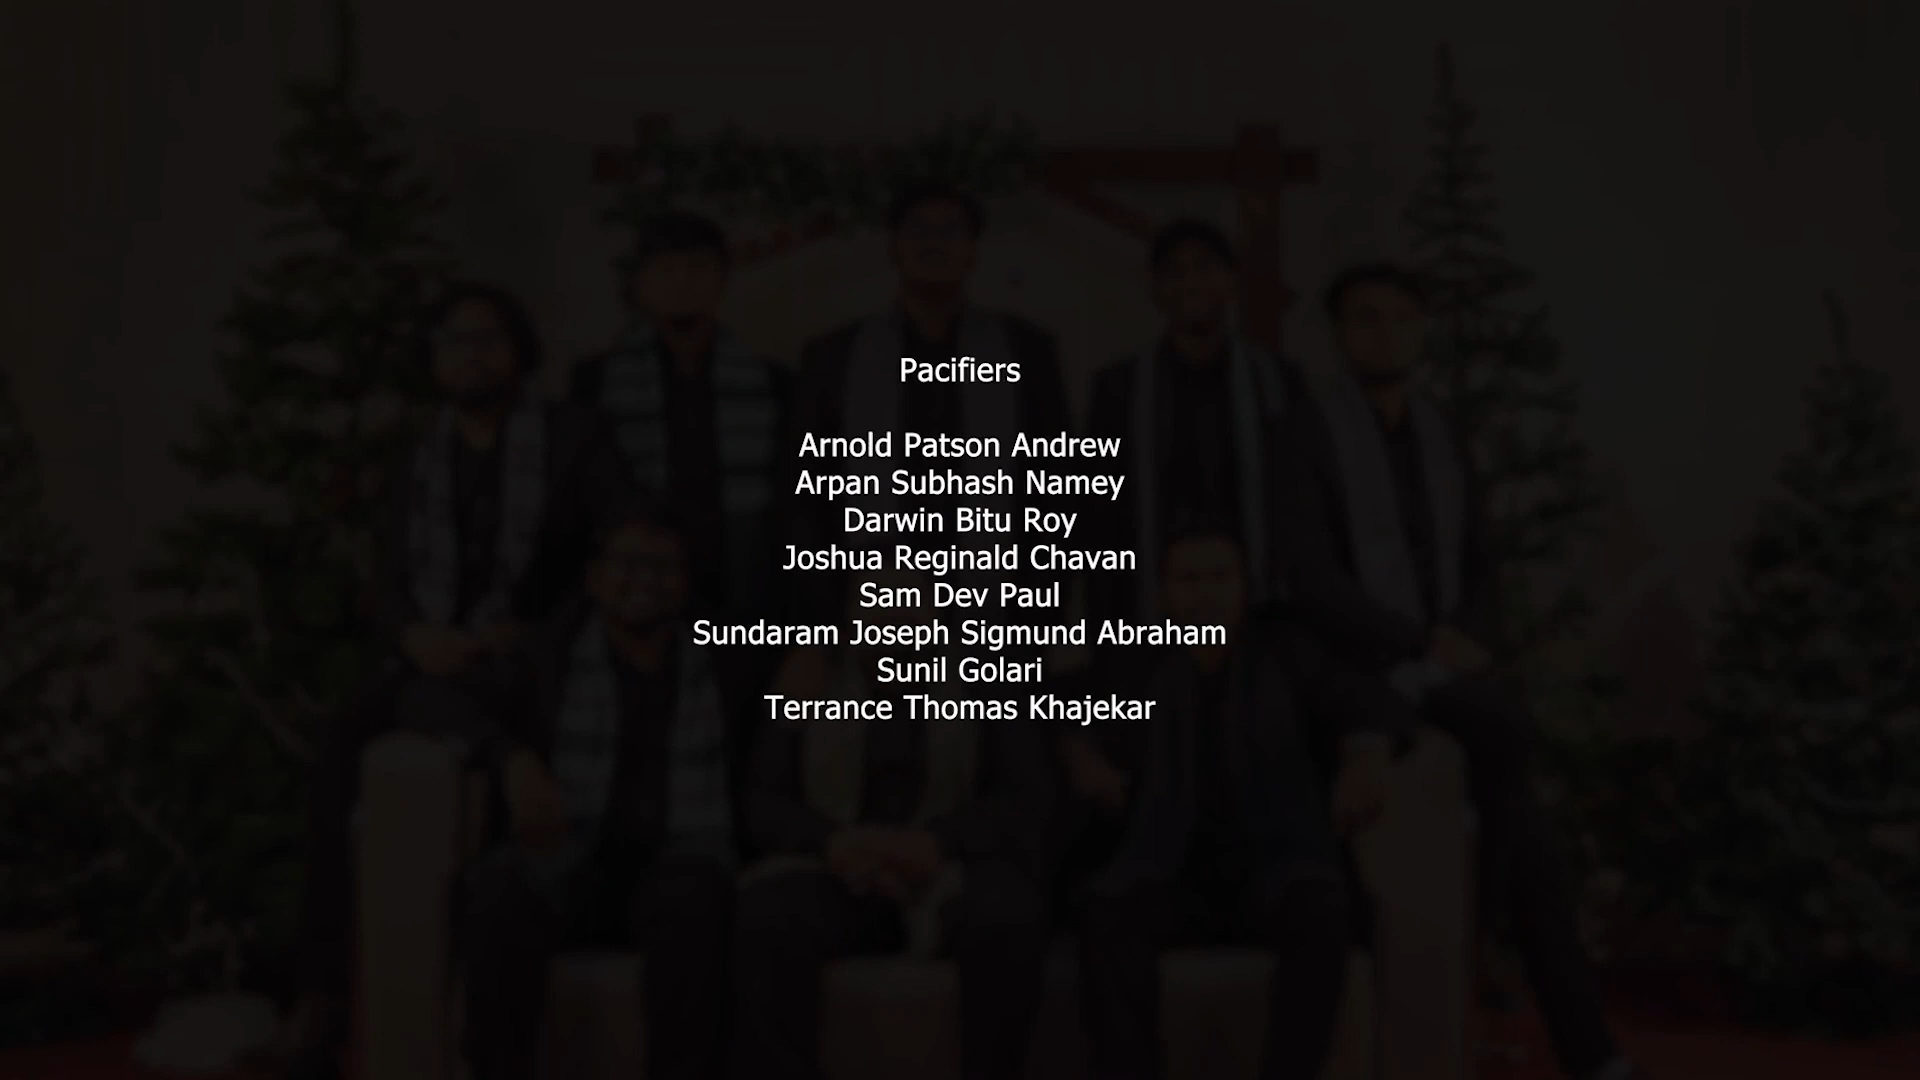 Pacifiers
Arnold Patson Andrew
Arpan Subhash Namey
Darwin Bitu Roy
Joshua Reginald Chavan
Sam Dev Paul
Sundaram Joseph Sigmund Abraham
Sunil Golari
Terrance Thomas Khajekar